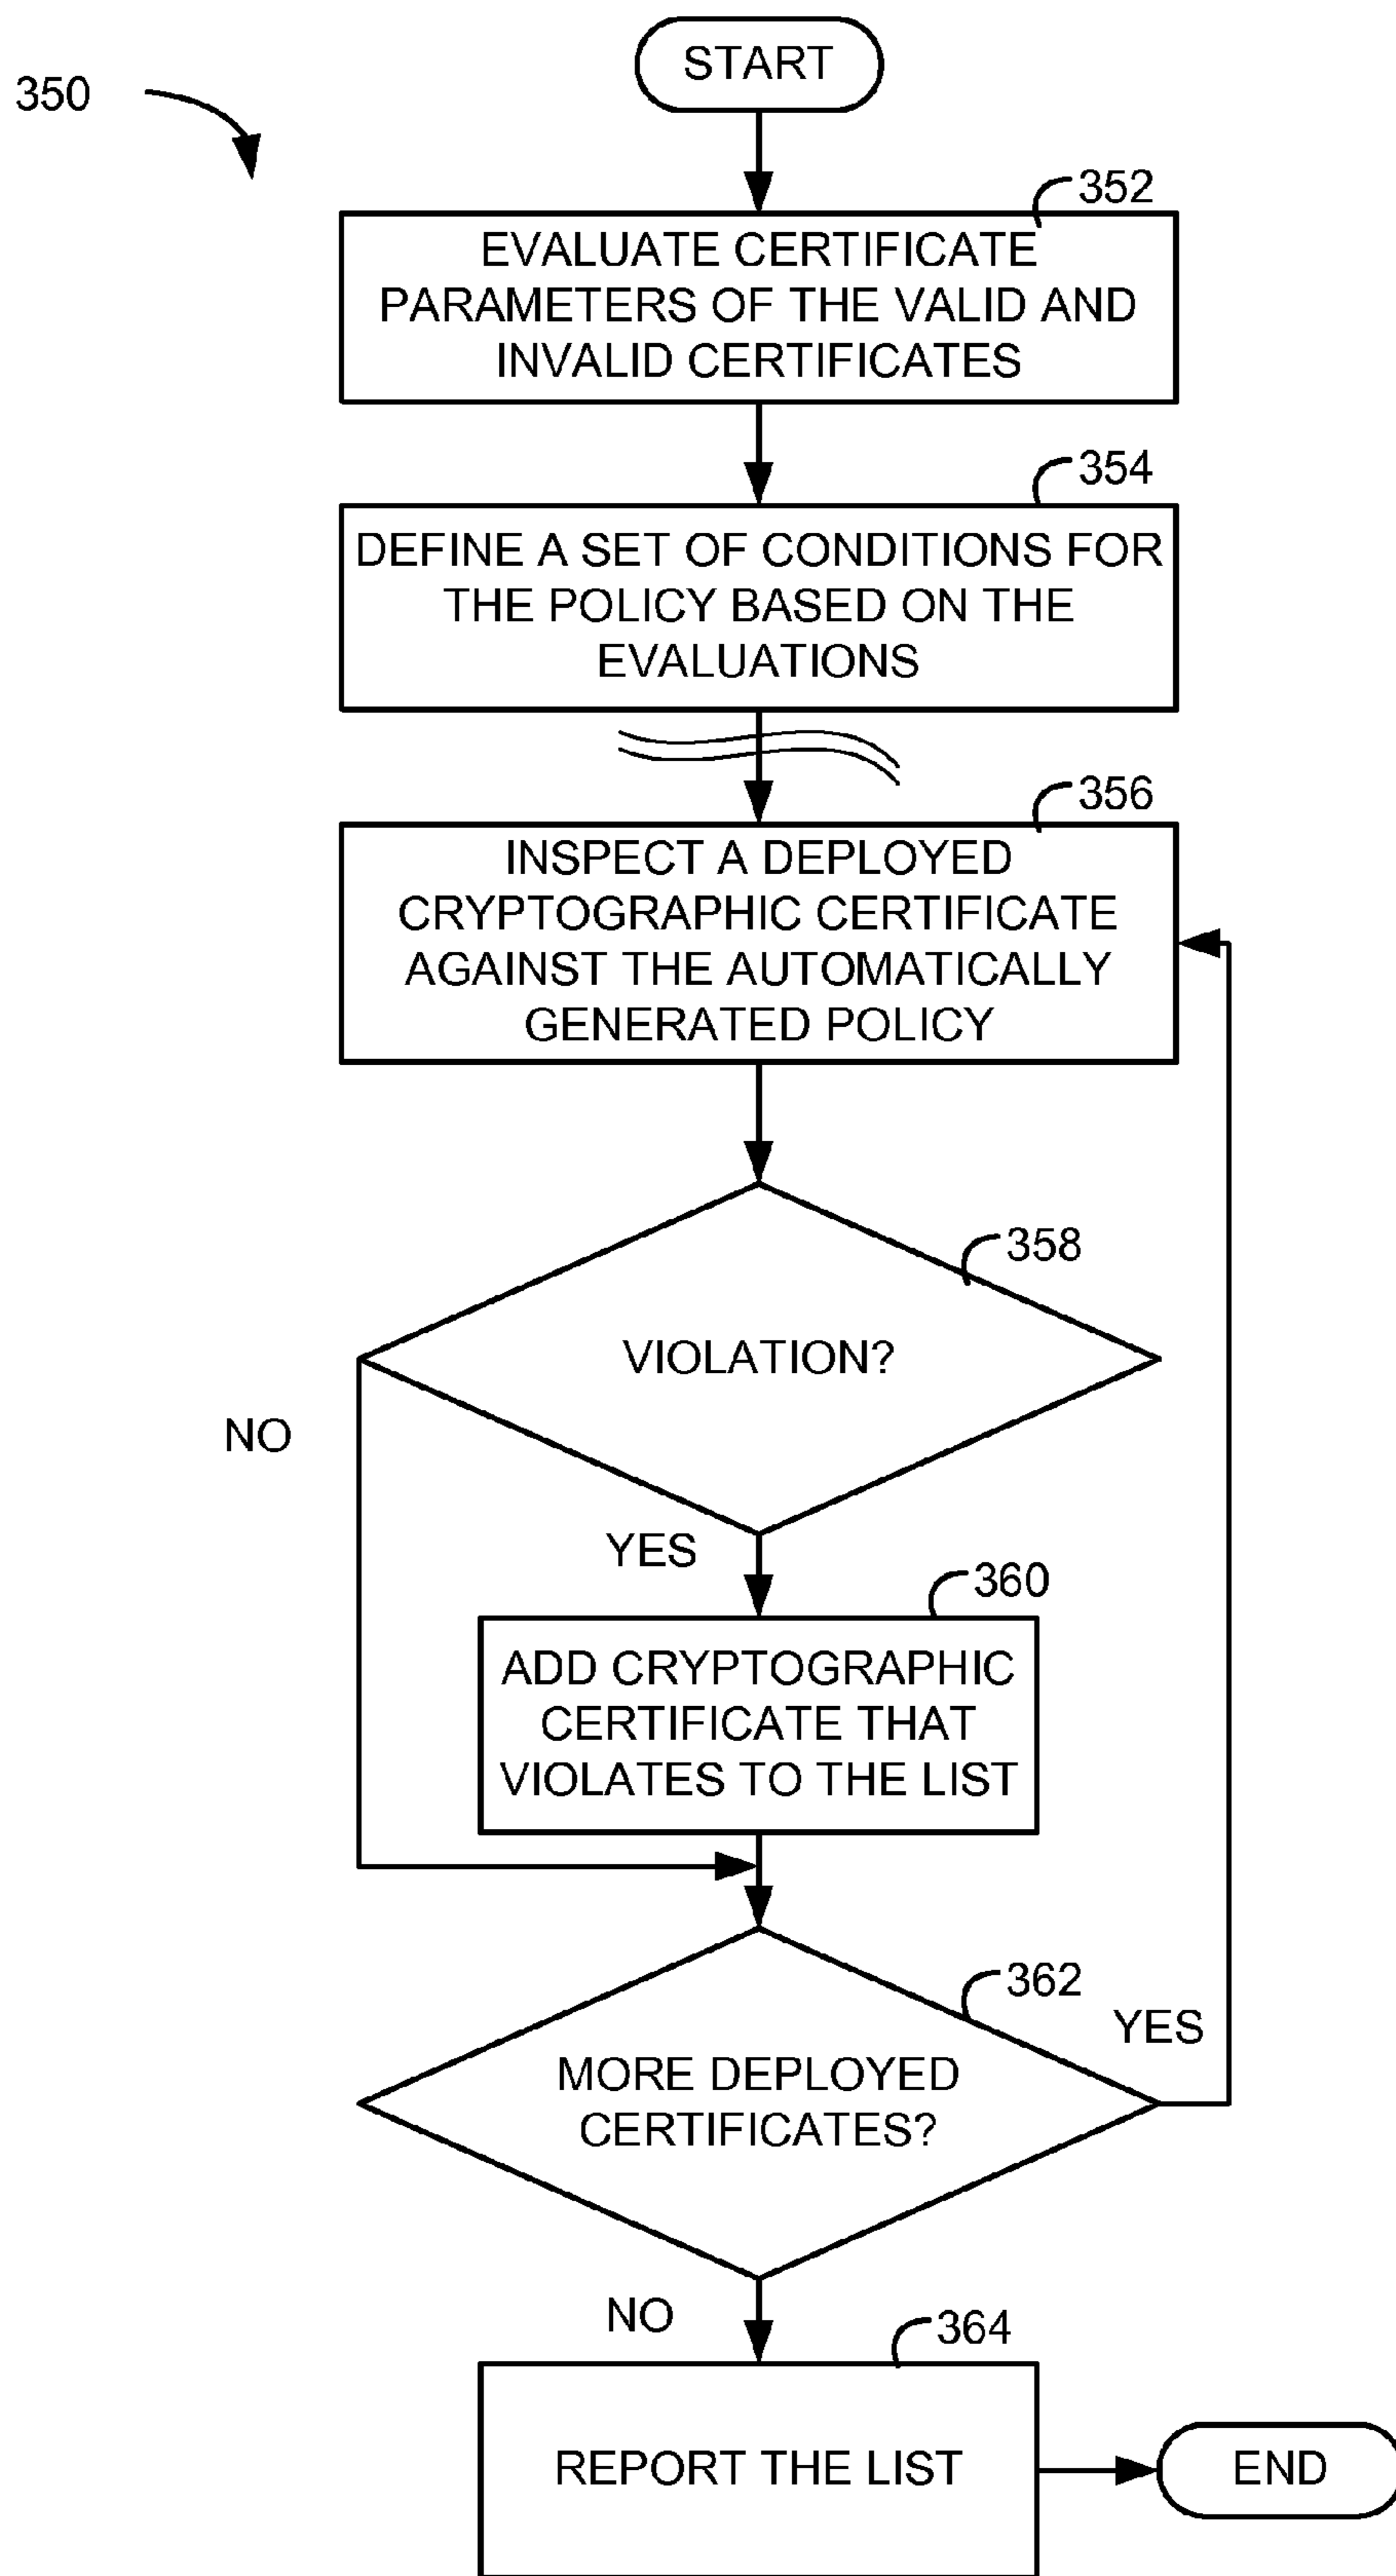 START
350
352
EVALUATE CERTIFICATE
PARAMETERS OF THE VALID AND
INVALID CERTIFICATES
354
DEFINE A SET OF CONDITIONS FOR
THE POLICY BASED ON THE
EVALUATIONS
356
INSPECT A DEPLOYED
CRYPTOGRAPHIC CERTIFICATE
AGAINST THE AUTOMATICALLY
GENERATED POLICY
358
VIOLATION?
NO
YES
360
ADD CRYPTOGRAPHIC
CERTIFICATE THAT
VIOLATES TO THE LIST
362
YES
MORE DEPLOYED
CERTIFICATES?
NO
364
REPORT THE LIST
END